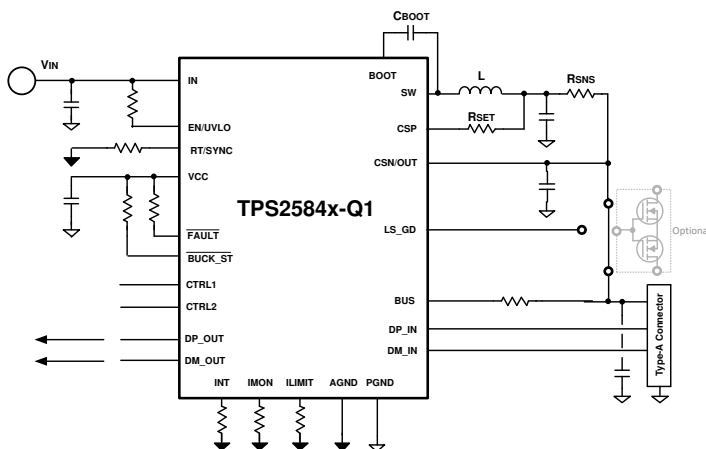 CBOOT
VIN
BOOT
IN
SW
L
RSNS
EN/UVLO
CSP
RSET
RT/SYNC
CSN/OUT
VCC
TPS2584x-Q1
LS_GD
Optional
FAULT
BUCK_ST
CTRL1
BUS
CTRL2
DP_IN
DP_OUT
DM_IN
DM_OUT
Type-A Connector
INT
IMON
ILIMIT
AGND
PGND